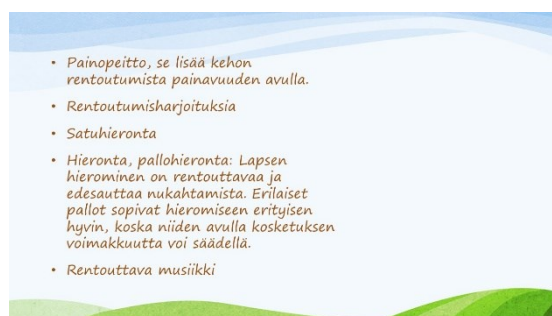 • Painopeitto, se lisää kehon
rentoutumista painavuuden avulla.
• Rentoutumisharjoituksia
• Satuhieronta
• Hieronta, pallohieronta: Lapsen
hierominen on rentouttavaa ja
edesauttaa nukahtamista. Erilaiset
pallot sopivat hieromiseen erityisen
hyvin, koska niiden avulla kosketuksen
voimakkuutta voi säädellä.
• Rentouttava musiikki